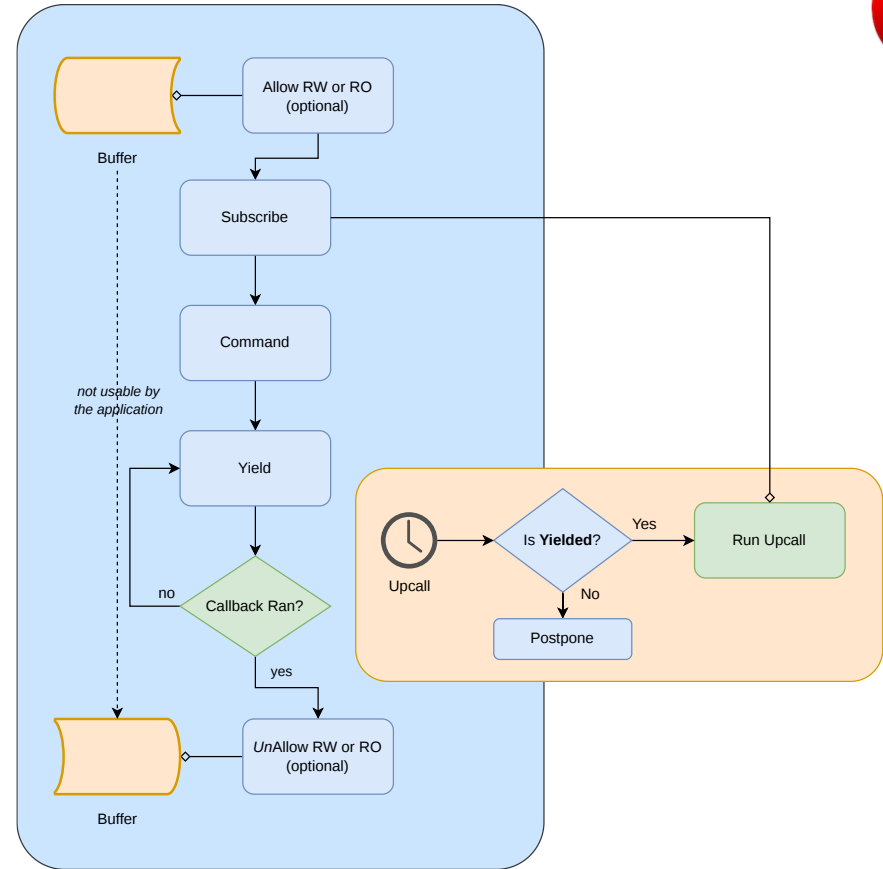 Allow RW or RO
(optional)
Buffer
Subscribe
Command
not usable by
the application
Yield
Is Yielded?
Yes
Run Upcall
Upcall
No
Postpone
no
Callback Ran?
yes
UnAllow RW or RO
(optional)
Buffer